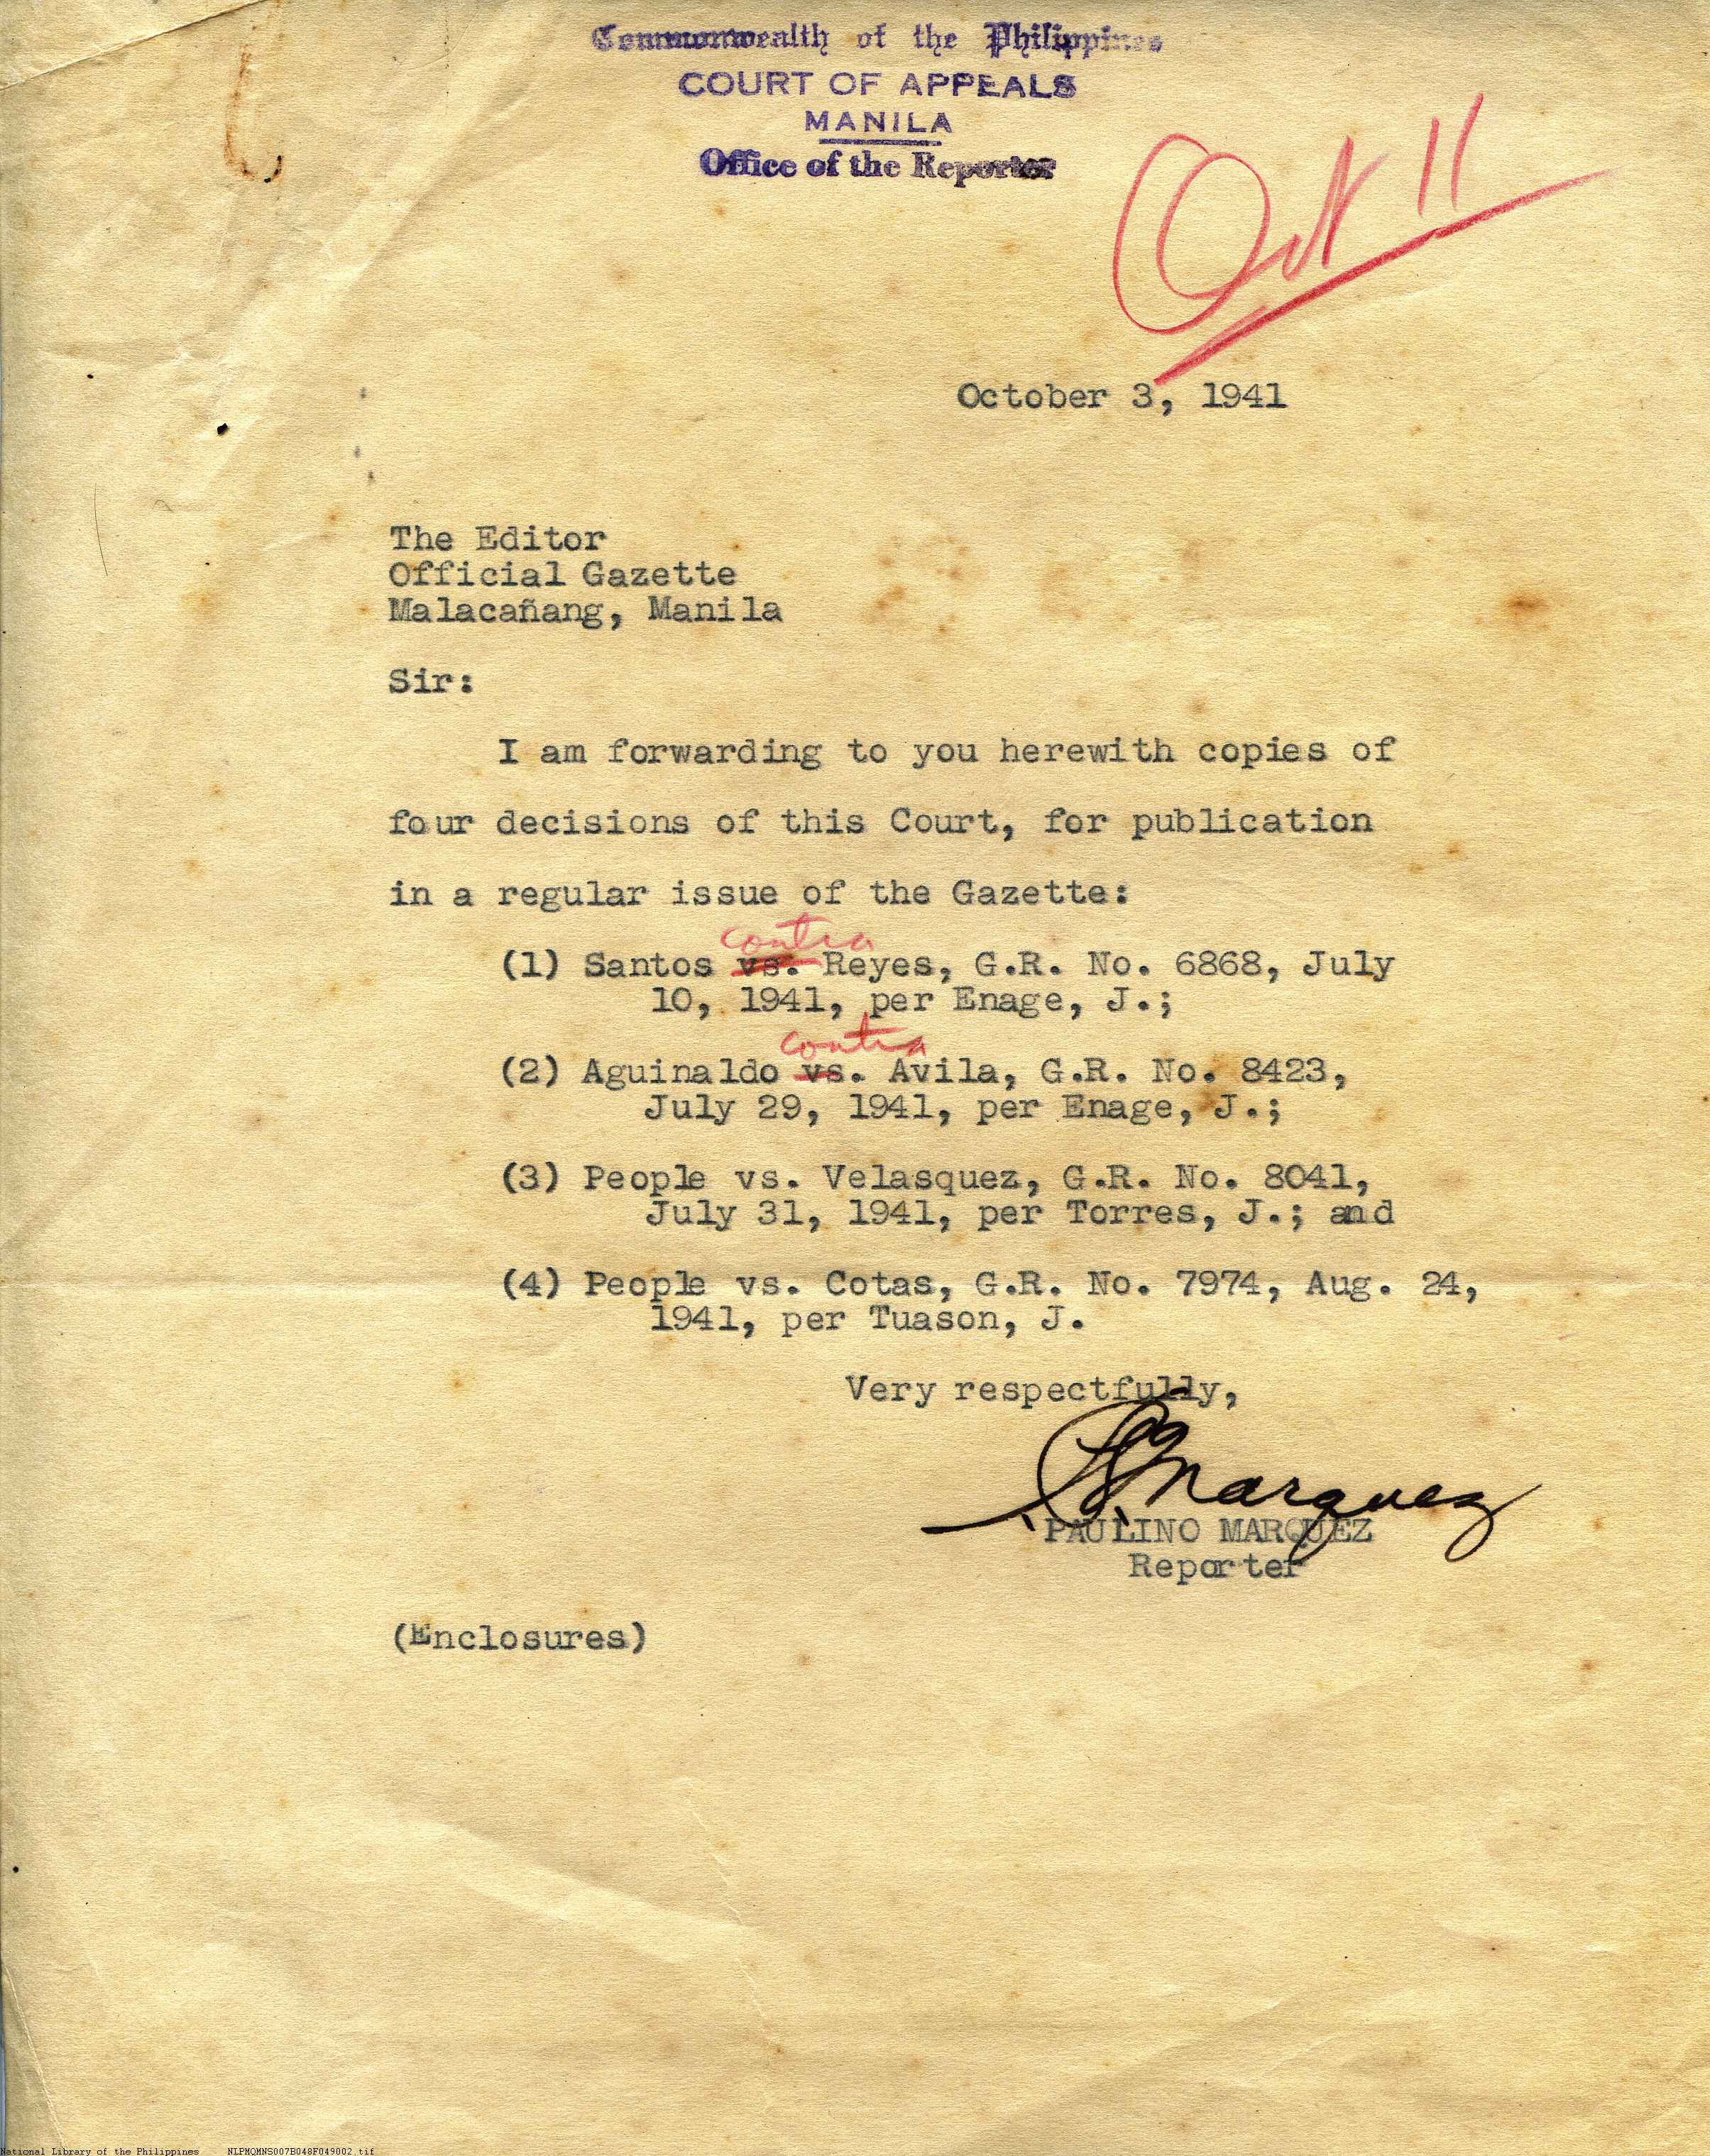 Commonwealth of the Philippines
COURT OF APPEALS
MANILA
Office of the Reporter
Oct 11
October 3, 1941
The Editor
Official Gazette
Malacañang, Manila
Sir:
I am forwarding to you herewith copies of
four decisions of this Court, for publication
in a regular issue of the Gazette:
contra
(1) Santos vs. Reyes, G.R. No. 6868, July
10, 1941, per Enage, J.;
contra
(2) Aguinaldo vs. Avila, G.R. No. 8423,
July 29, 1941, per Enage, J.;
(3) People vs. Velasquez, G.R. No. 8041,
July 31, 1941, per Torres, J.; and
(4) People vs. Cotas, G.R. No. 7974, Aug. 24,
1941, per Tuason, J.
Very respectfully,
P Marquez
PAULINO MARQUEZ
Reporter
(Enclosures)
National Library of the Philippines NLPMQMNS007B048F049002.tif